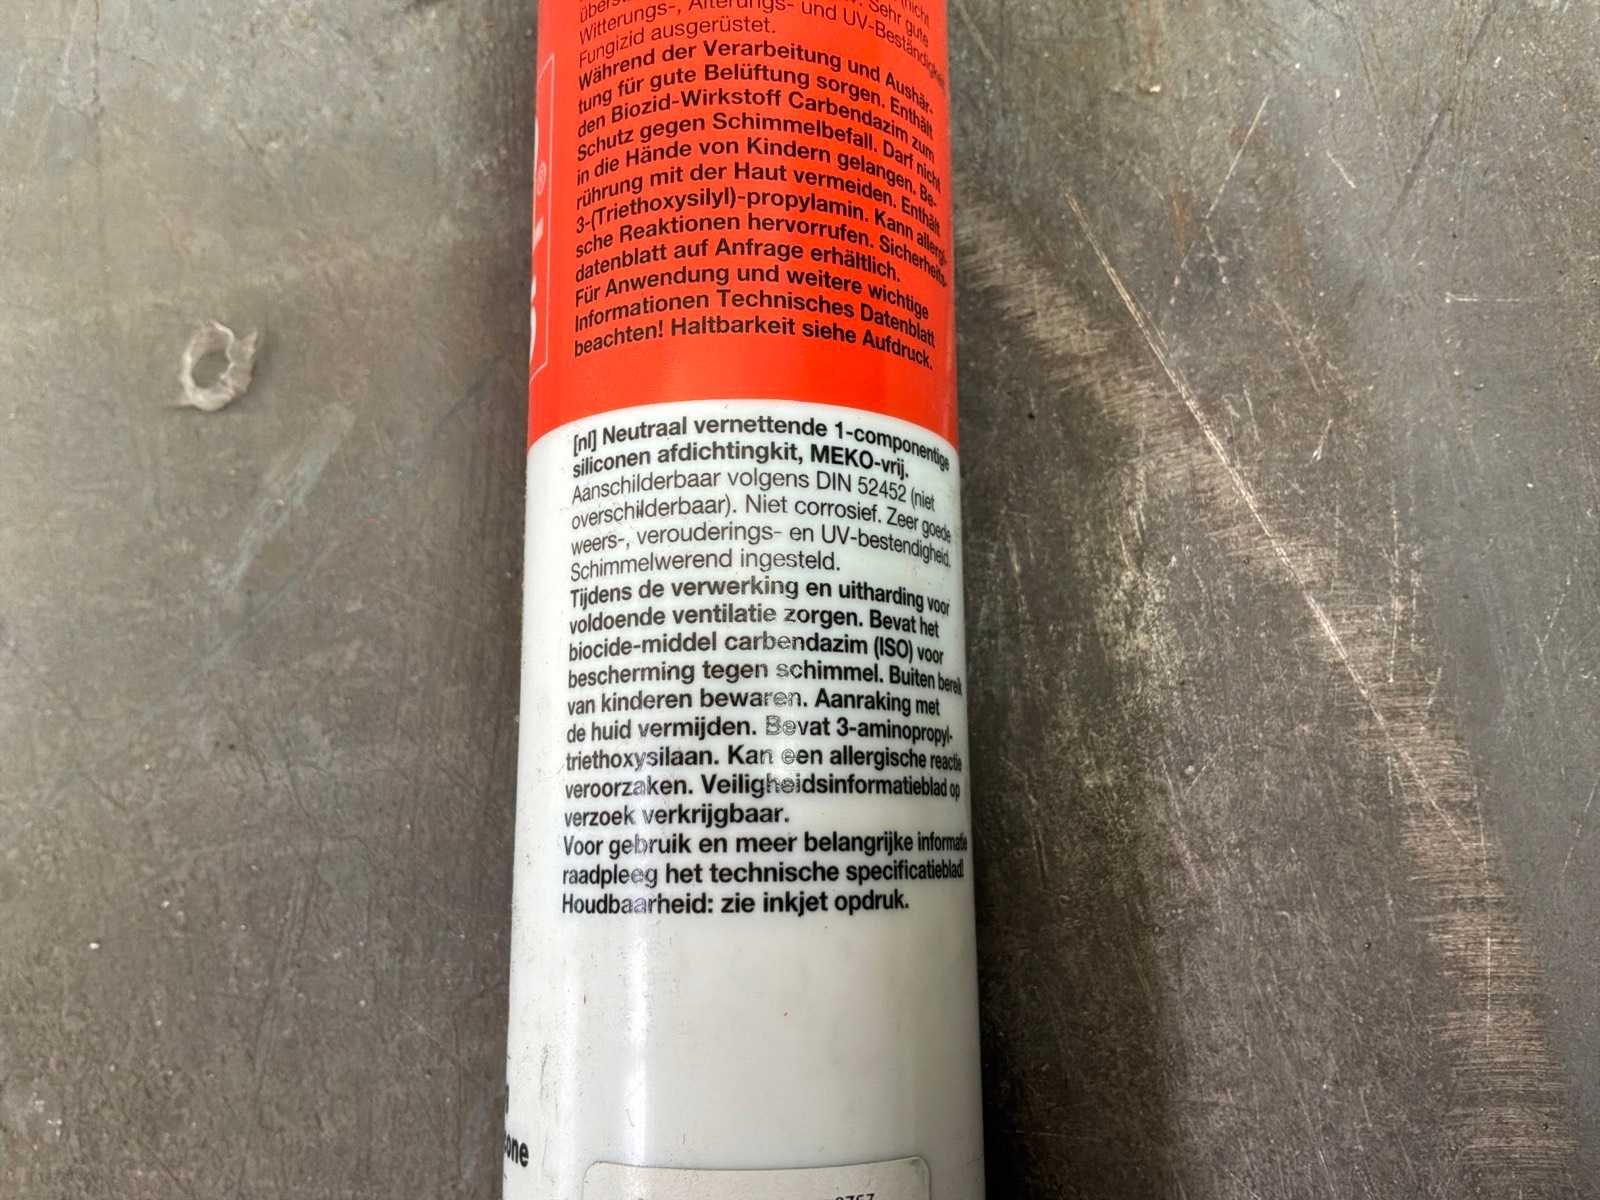 (nicht
Sehr gute
Witterungs-, Alterungs- und UV-Beständigkeit
Fungizid ausgerüstet.
Während der Verarbeitung und Aushär-
tung für gute Belüftung sorgen. Enthält
den Biozid-Wirkstoff Carbendazim zum
Schutz gegen Schimmelbefall. Darf nicht
in die Hände von Kindern gelangen. Be-
rührung mit der Haut vermeiden. Enthält
3-(Triethoxysilyl)-propylamin. Kann allergi-
sche Reaktionen hervorrufen. Sicherheits-
datenblatt auf Anfrage erhältlich.
Für Anwendung und weitere wichtige
Informationen Technisches Datenblatt
beachten! Haltbarkeit siehe Aufdruck.
[nl] Neutraal vernettende 1-componentige
siliconen afdichtingkit, MEKO-vrij.
Aanschilderbaar volgens DIN 52452 (niet
overschilderbaar). Niet corrosief. Zeer goede
weers-, verouderings- en UV-bestendigheid.
Schimmelwerend ingesteld.
Tijdens de verwerking en uitharding voor
voldoende ventilatie zorgen. Bevat het
biocide-middel carbendazim (ISO) voor
bescherming tegen schimmel. Buiten bereik
van kinderen bewaren. Aanraking met
de huid vermijden. Bevat 3-aminopropyl-
triethoxysilaan. Kan een allergische reactie
veroorzaken. Veiligheidsinformatieblad op
verzoek verkrijgbaar.
Voor gebruik en meer belangrijke informatie
raadpleeg het technische specificatieblad!
Houdbaarheid: zie inkjet opdruk.